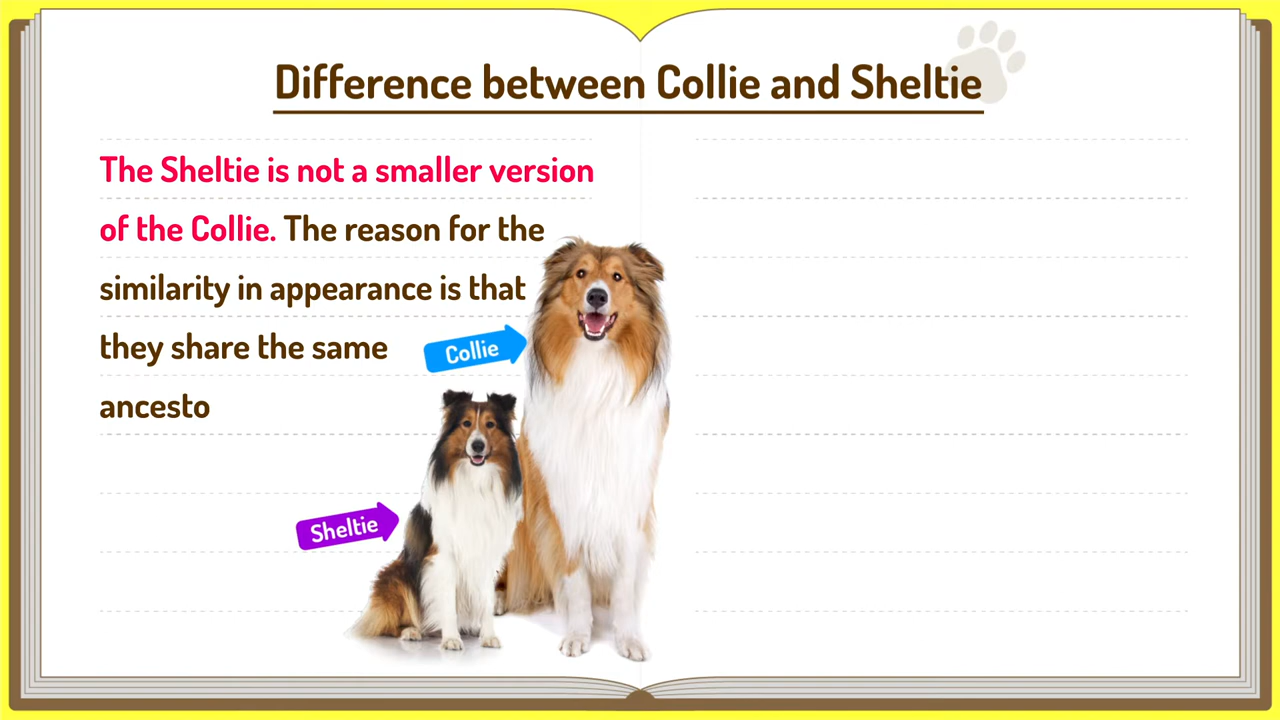 Difference between Collie and Sheltie
The Sheltie is not a smaller version
of the Collie. The reason for the
similarity in appearance is that
they share the same
ancesto
Collie
Sheltie